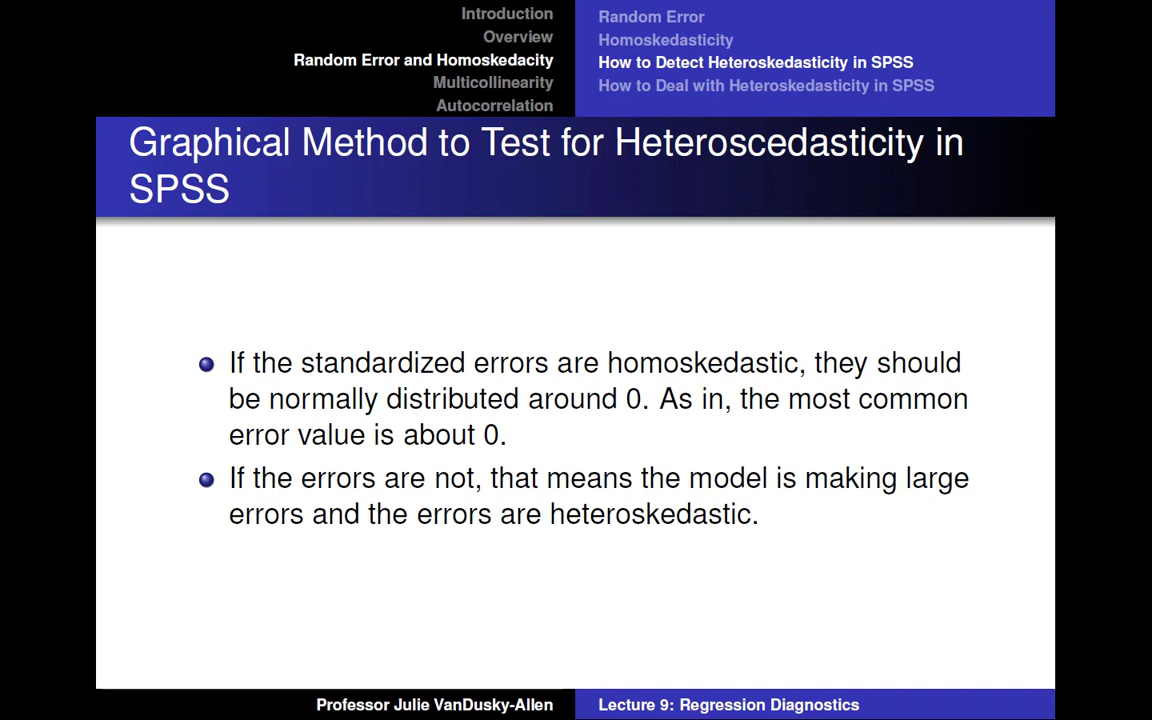 Introduction
Overview
Random Error and Homoskedacity
Multicollinearity
Autocorrelation
Random Error
Homoskedasticity
How to Detect Heteroskedasticity in SPSS
How to Deal with Heteroskedasticity in SPSS
Graphical Method to Test for Heteroscedasticity in
SPSS
If the standardized errors are homoskedastic, they should
be normally distributed around 0. As in, the most common
error value is about 0.
If the errors are not, that means the model is making large
errors and the errors are heteroskedastic.
Professor Julie VanDusky-Allen
Lecture 9: Regression Diagnostics